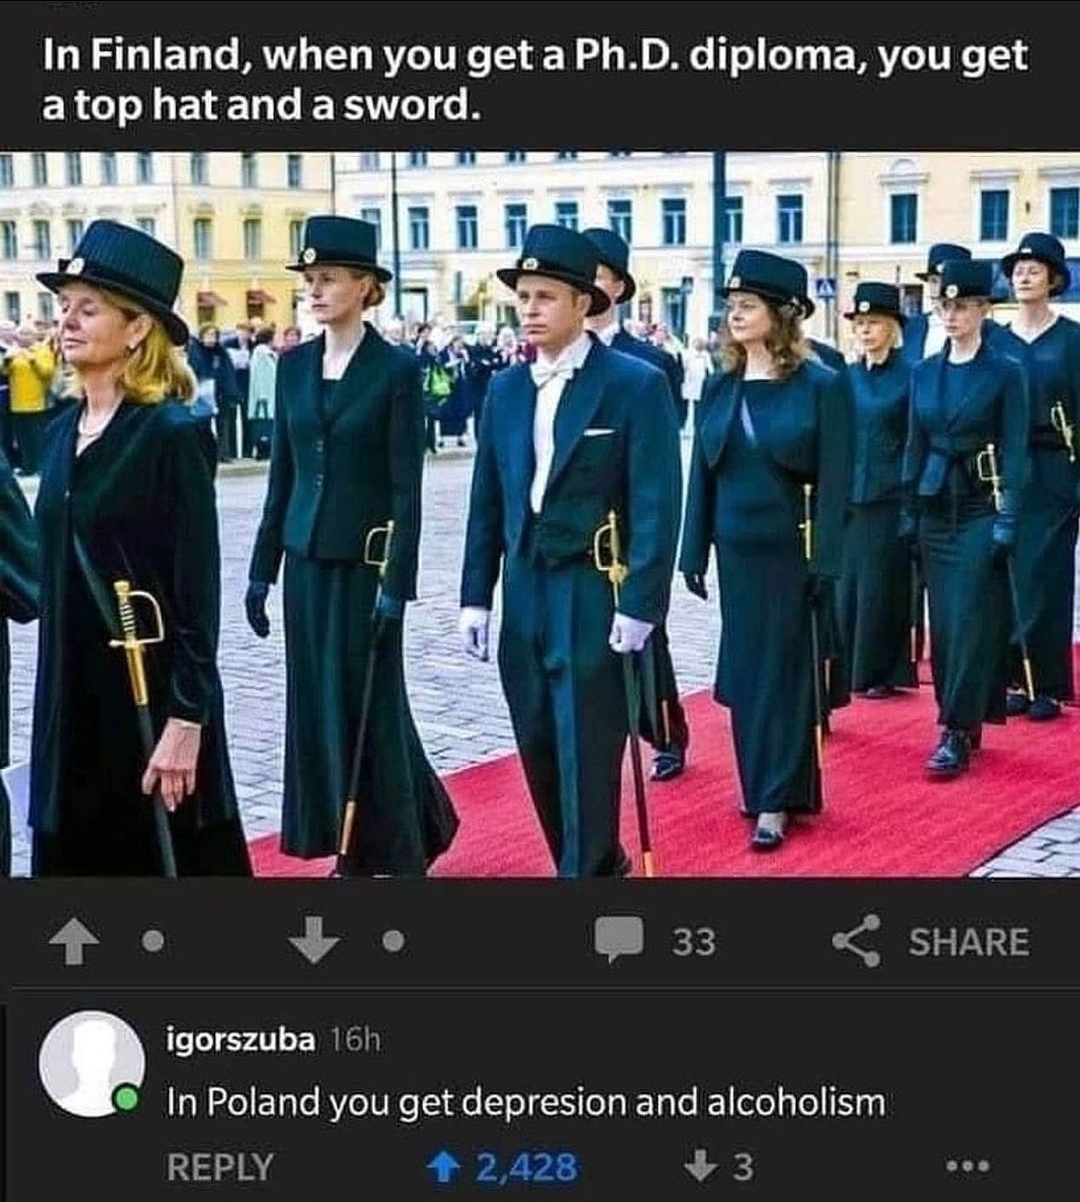 In Finland, when you get a Ph.D. diploma, you get
a top hat and a sword.
33
SHARE
igorszuba 16h
In Poland you get depresion and alcoholism
REPLY
2,428
3